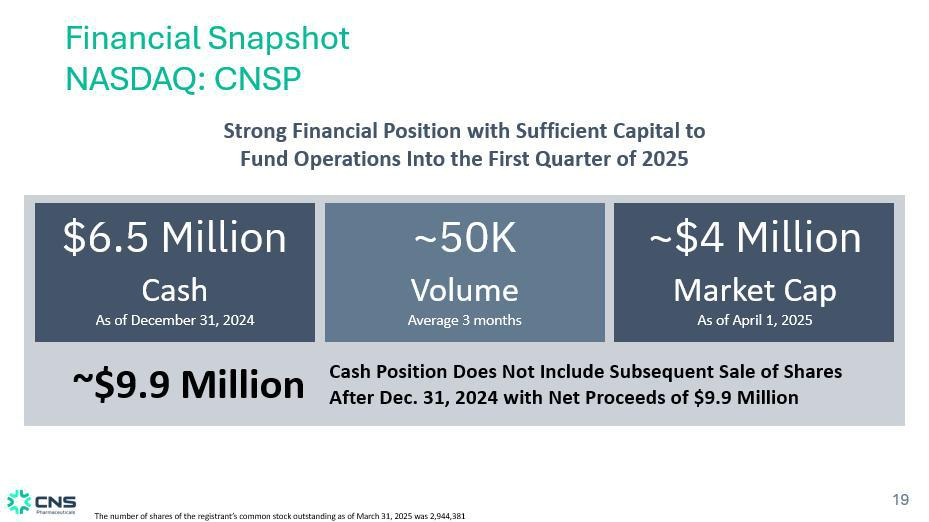 Financial Snapshot
NASDAQ: CNSP
Strong Financial Position with Sufficient Capital to
Fund Operations Into the First Quarter of 2025
$6.5 Million
Cash
As of December 31, 2024
~50K
Volume
Average 3 months
~$4 Million
Market Cap
As of April 1, 2025
~$9.9 Million
Cash Position Does Not Include Subsequent Sale of Shares
After Dec. 31, 2024 with Net Proceeds of $9.9 Million
CNS
Pharmaceuticals
The number of shares of the registrant's common stock outstanding as of March 31, 2025 was 2,944,381
19